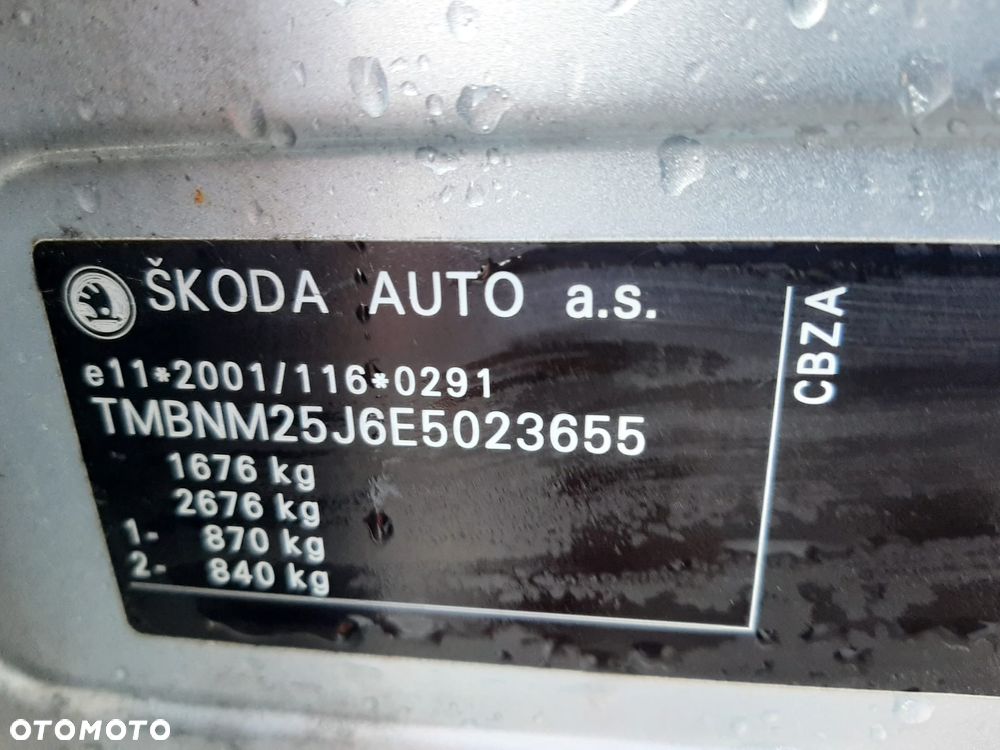 ŠKODA AUTO a.s.
e11*2001/116*0291
TMBNM25J6E5023655
1676 kg
2676 kg
1- 870 kg
2- 840 kg
CBZA
OTOMOTO